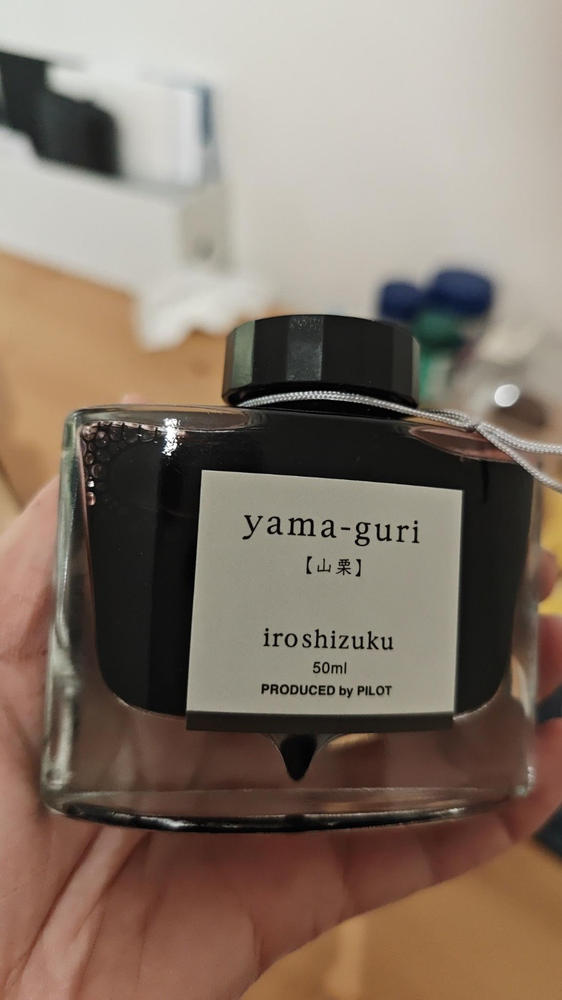 yama-guri
【山栗】
iroshizuku
50ml
PRODUCED by PILOT